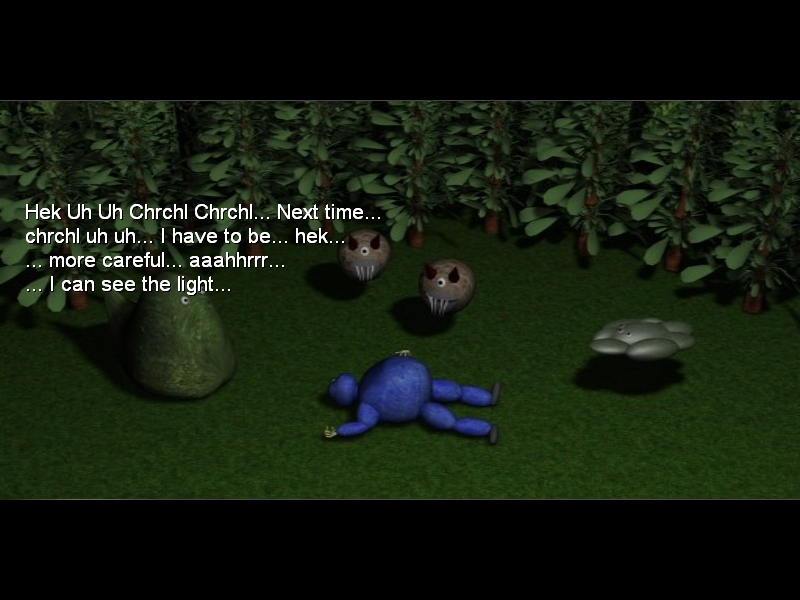 Hek Uh Uh Chrchl Chrchl... Next time...
chrchl uh uh... I have to be... hek...
... more careful... aaahhrrr...
... I can see the light...